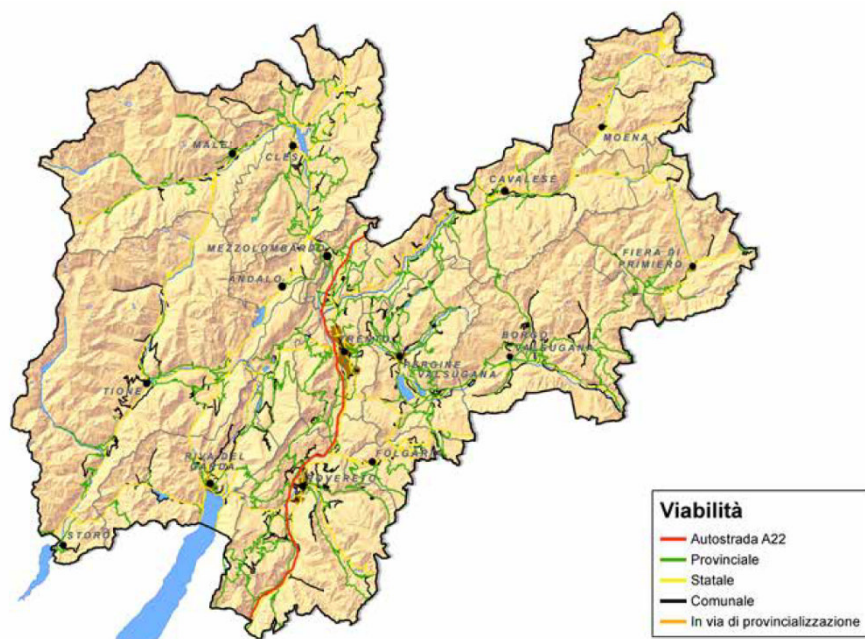 MOENA
MALE'
CLES
CAVALESE
MEZZOLOMBARDO
FIERA DI
PRIMIERO
ANDALO
TRENTO
BORGO
VALSUGANA
PERGINE
VALSUGANA
TIONE
FOLGARIA
RIVA DEL
GARDA
ROVERETO
STORO
Viabilità
Autostrada A22
Provinciale
Statale
Comunale
In via di provincializzazione